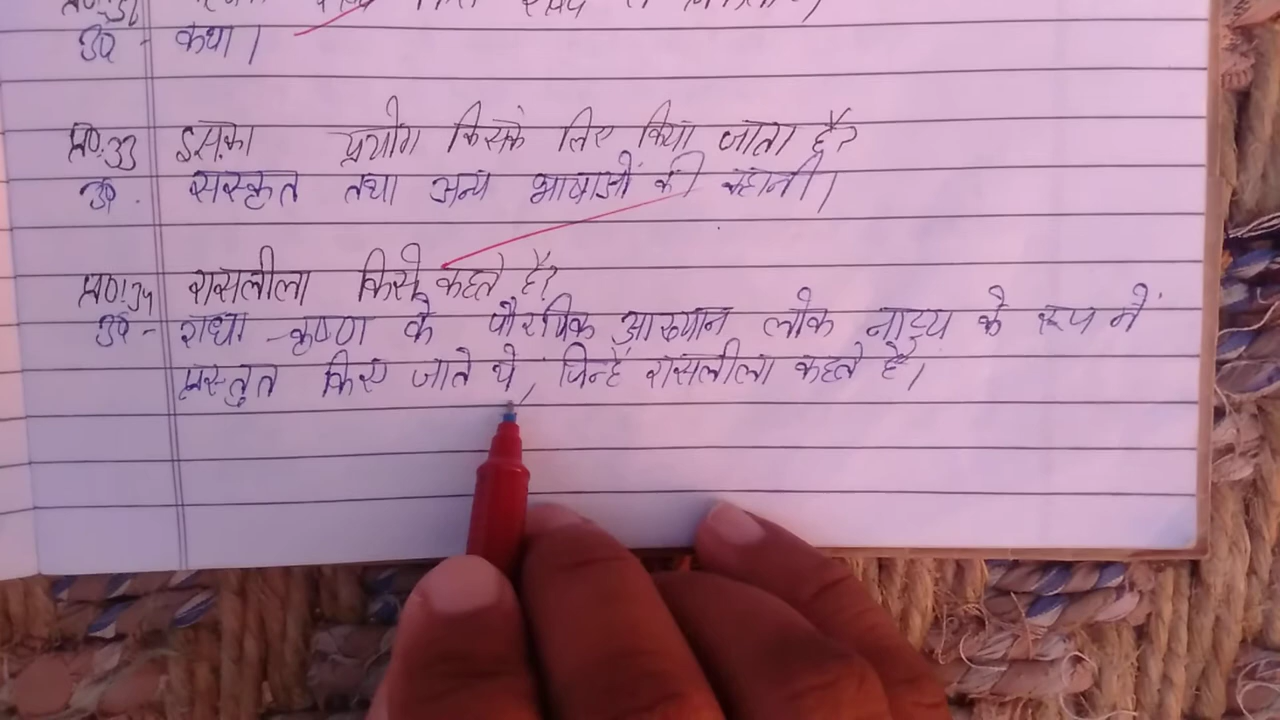 उ० - कथा।
प्र०.33 इसका प्रयोग किसके लिए किया जाता है?
उ०. संस्कृत तथा अन्य भाषाओं की कहानी।
प्र०.34 रासलीला किसे कहते है?
उ० - राधा-कृष्ण के पौरणिक आख्यान लोक नाट्य के रूप में
प्रस्तुत किए जाते थे, जिन्हें रासलीला कहते है।